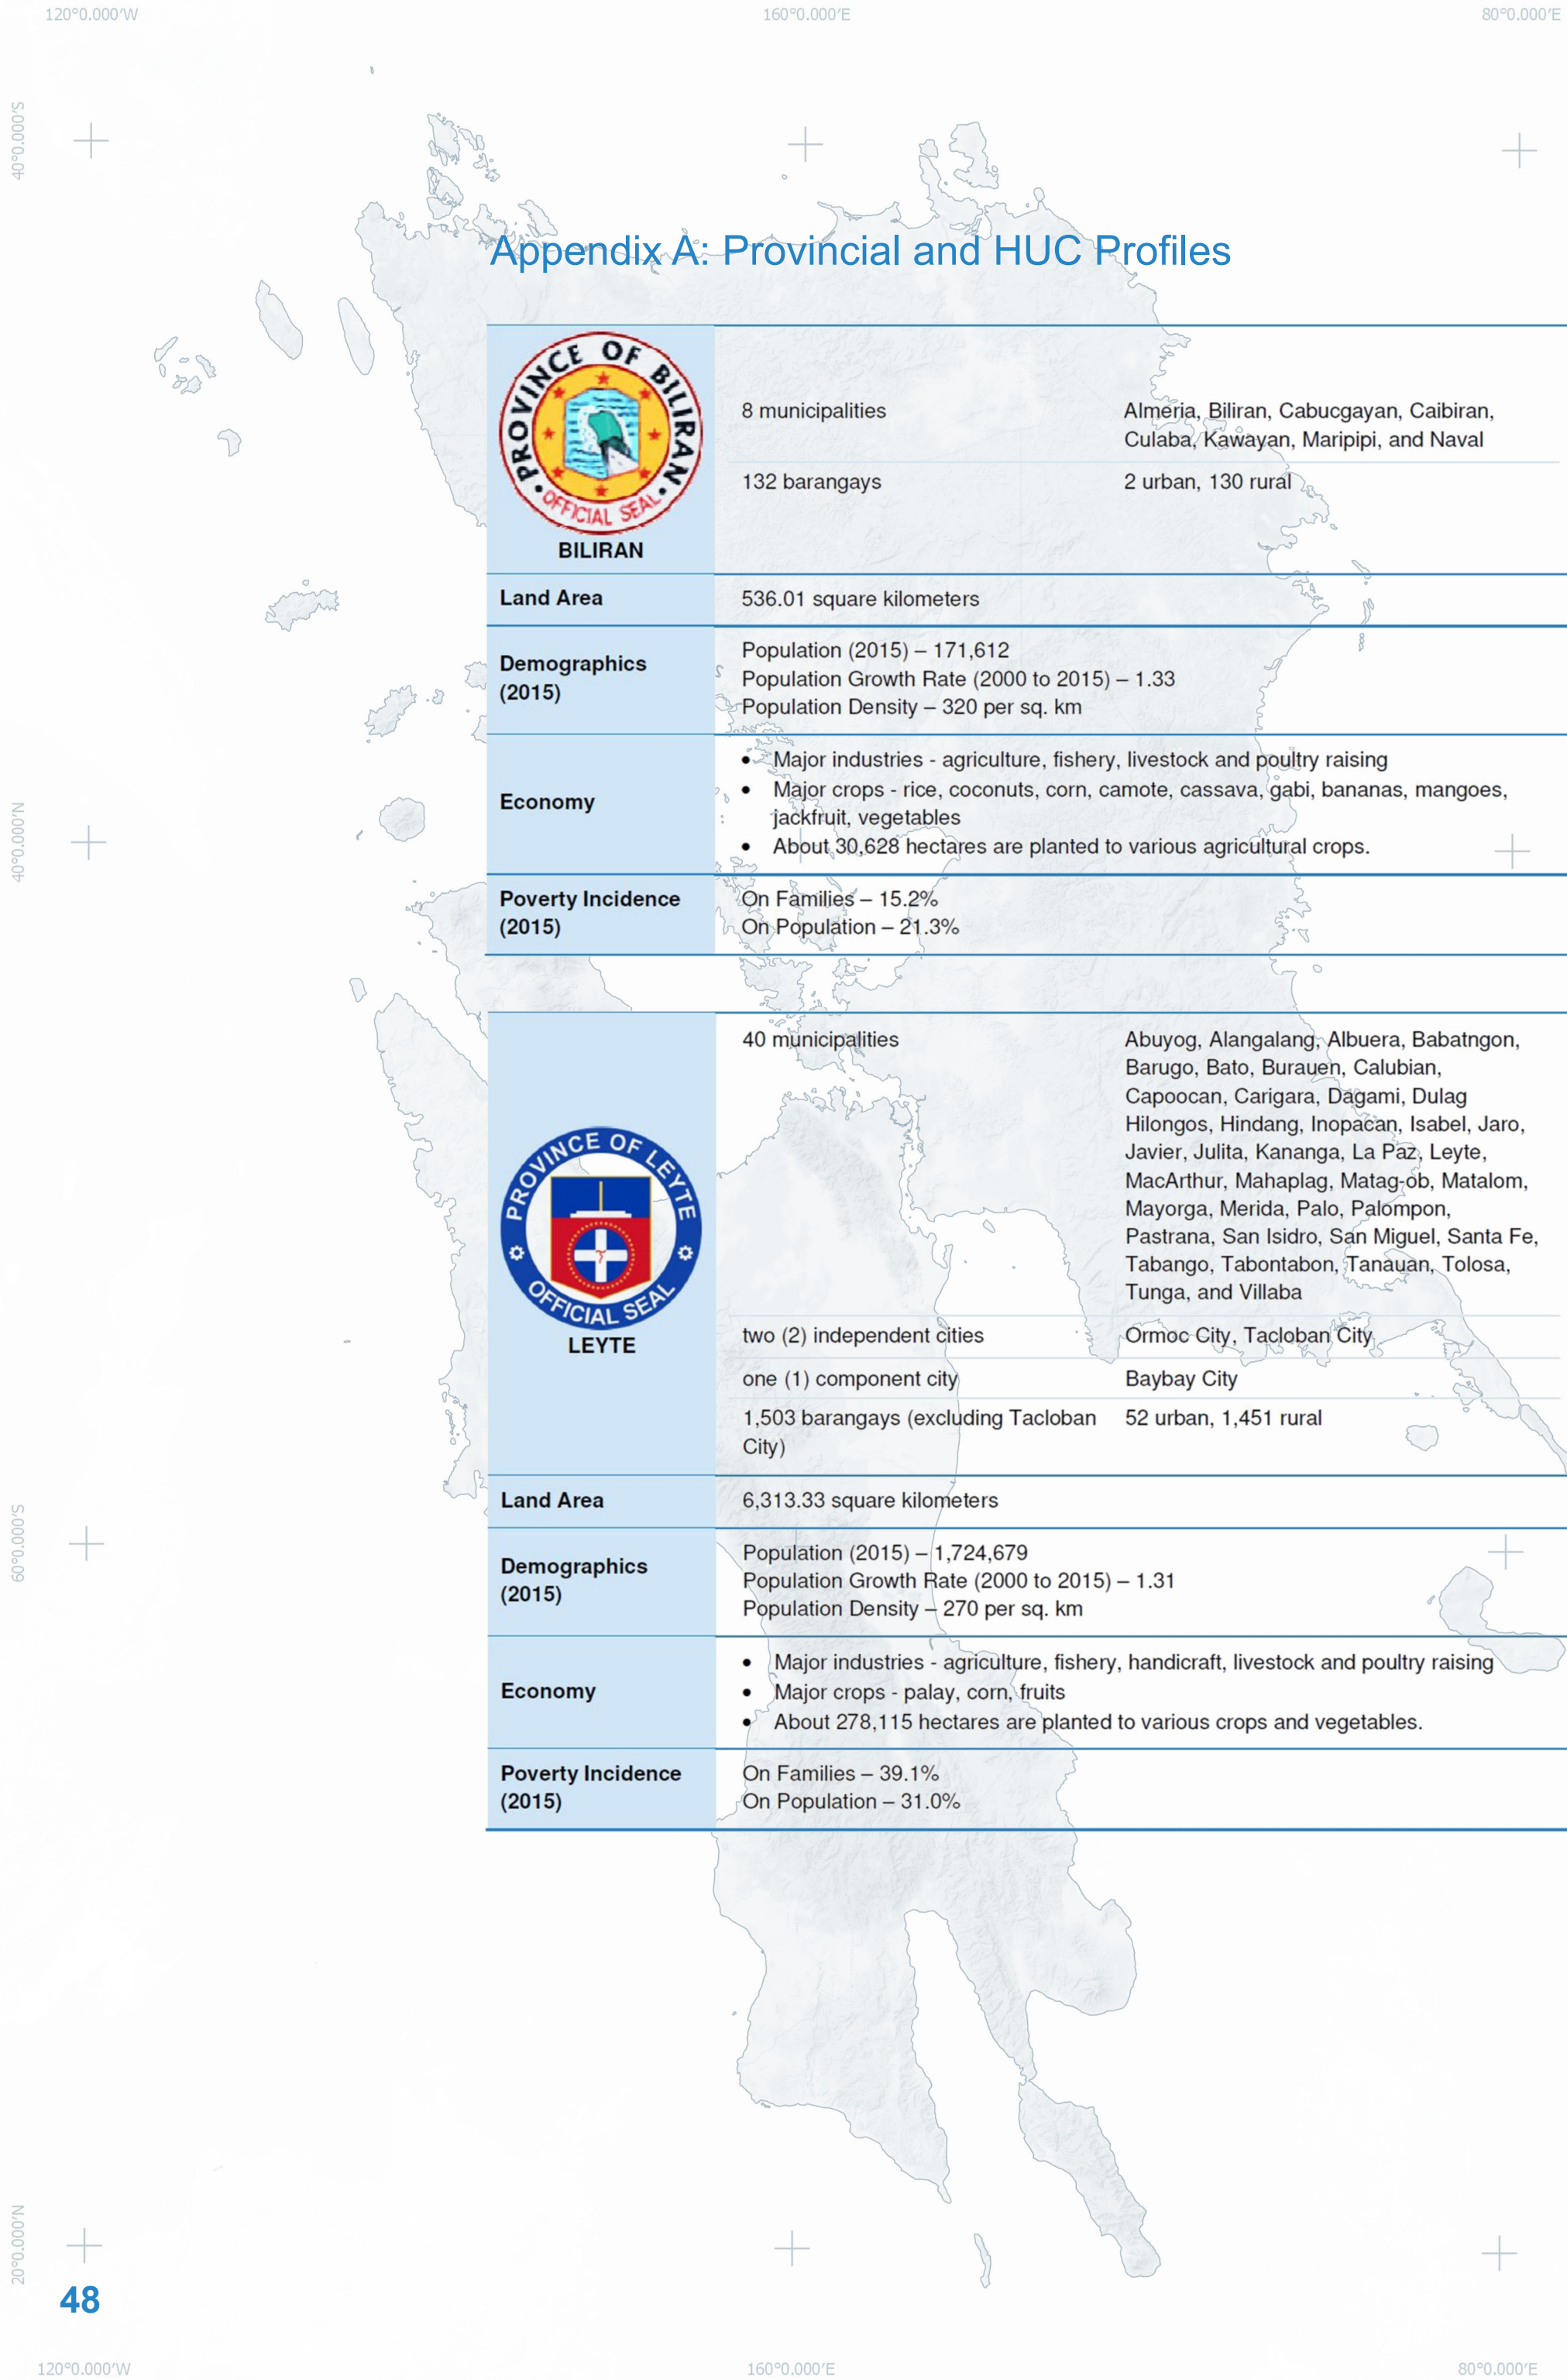 120°0.000'W
160°0.000'E
80°0.000'E
40°0.000'S
Appendix A: Provincial and HUC Profiles
PROVINCE OF BILIRAN
OFFICIAL SEAL
BILIRAN
8 municipalities
Almeria, Biliran, Cabucgayan, Caibiran,
Culaba, Kawayan, Maripipi, and Naval
132 barangays
2 urban, 130 rural
Land Area
536.01 square kilometers
Demographics
(2015)
Population (2015) – 171,612
Population Growth Rate (2000 to 2015) – 1.33
Population Density – 320 per sq. km
40°0.000'N
Economy
• Major industries - agriculture, fishery, livestock and poultry raising
• Major crops - rice, coconuts, corn, camote, cassava, gabi, bananas, mangoes,
jackfruit, vegetables
• About 30,628 hectares are planted to various agricultural crops.
Poverty Incidence
(2015)
On Families – 15.2%
On Population – 21.3%
PROVINCE OF LEYTE
OFFICIAL SEAL
LEYTE
40 municipalities
Abuyog, Alangalang, Albuera, Babatngon,
Barugo, Bato, Burauen, Calubian,
Capoocan, Carigara, Dagami, Dulag
Hilongos, Hindang, Inopacan, Isabel, Jaro,
Javier, Julita, Kananga, La Paz, Leyte,
MacArthur, Mahaplag, Matag-ob, Matalom,
Mayorga, Merida, Palo, Palompon,
Pastrana, San Isidro, San Miguel, Santa Fe,
Tabango, Tabontabon, Tanauan, Tolosa,
Tunga, and Villaba
two (2) independent cities
Ormoc City, Tacloban City
one (1) component city
Baybay City
1,503 barangays (excluding Tacloban
City)
52 urban, 1,451 rural
Land Area
6,313.33 square kilometers
60°0.000'S
Demographics
(2015)
Population (2015) – 1,724,679
Population Growth Rate (2000 to 2015) – 1.31
Population Density – 270 per sq. km
Economy
• Major industries - agriculture, fishery, handicraft, livestock and poultry raising
• Major crops - palay, corn, fruits
• About 278,115 hectares are planted to various crops and vegetables.
Poverty Incidence
(2015)
On Families – 39.1%
On Population – 31.0%
20°0.000'N
48
120°0.000'W
160°0.000'E
80°0.000'E